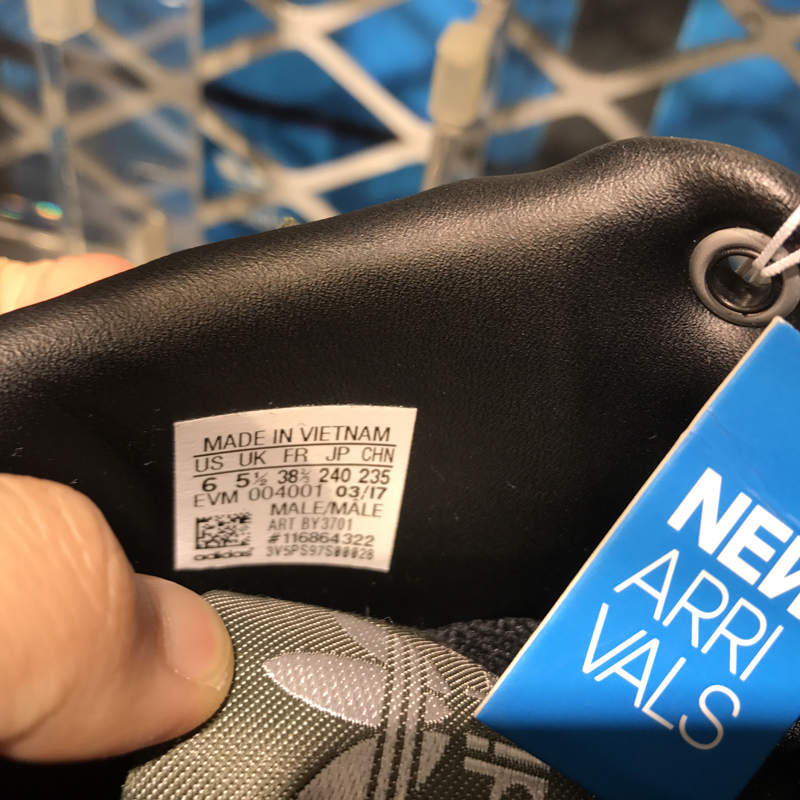 MADE IN VIETNAM
US UK FR JP CHN
6 5½ 38⅔ 240 235
EVM 004001 03/17
MALE/MÂLE
ART BY3701
#116864322
adidas 3V5PS97S00028
NEW
ARRI
VALS